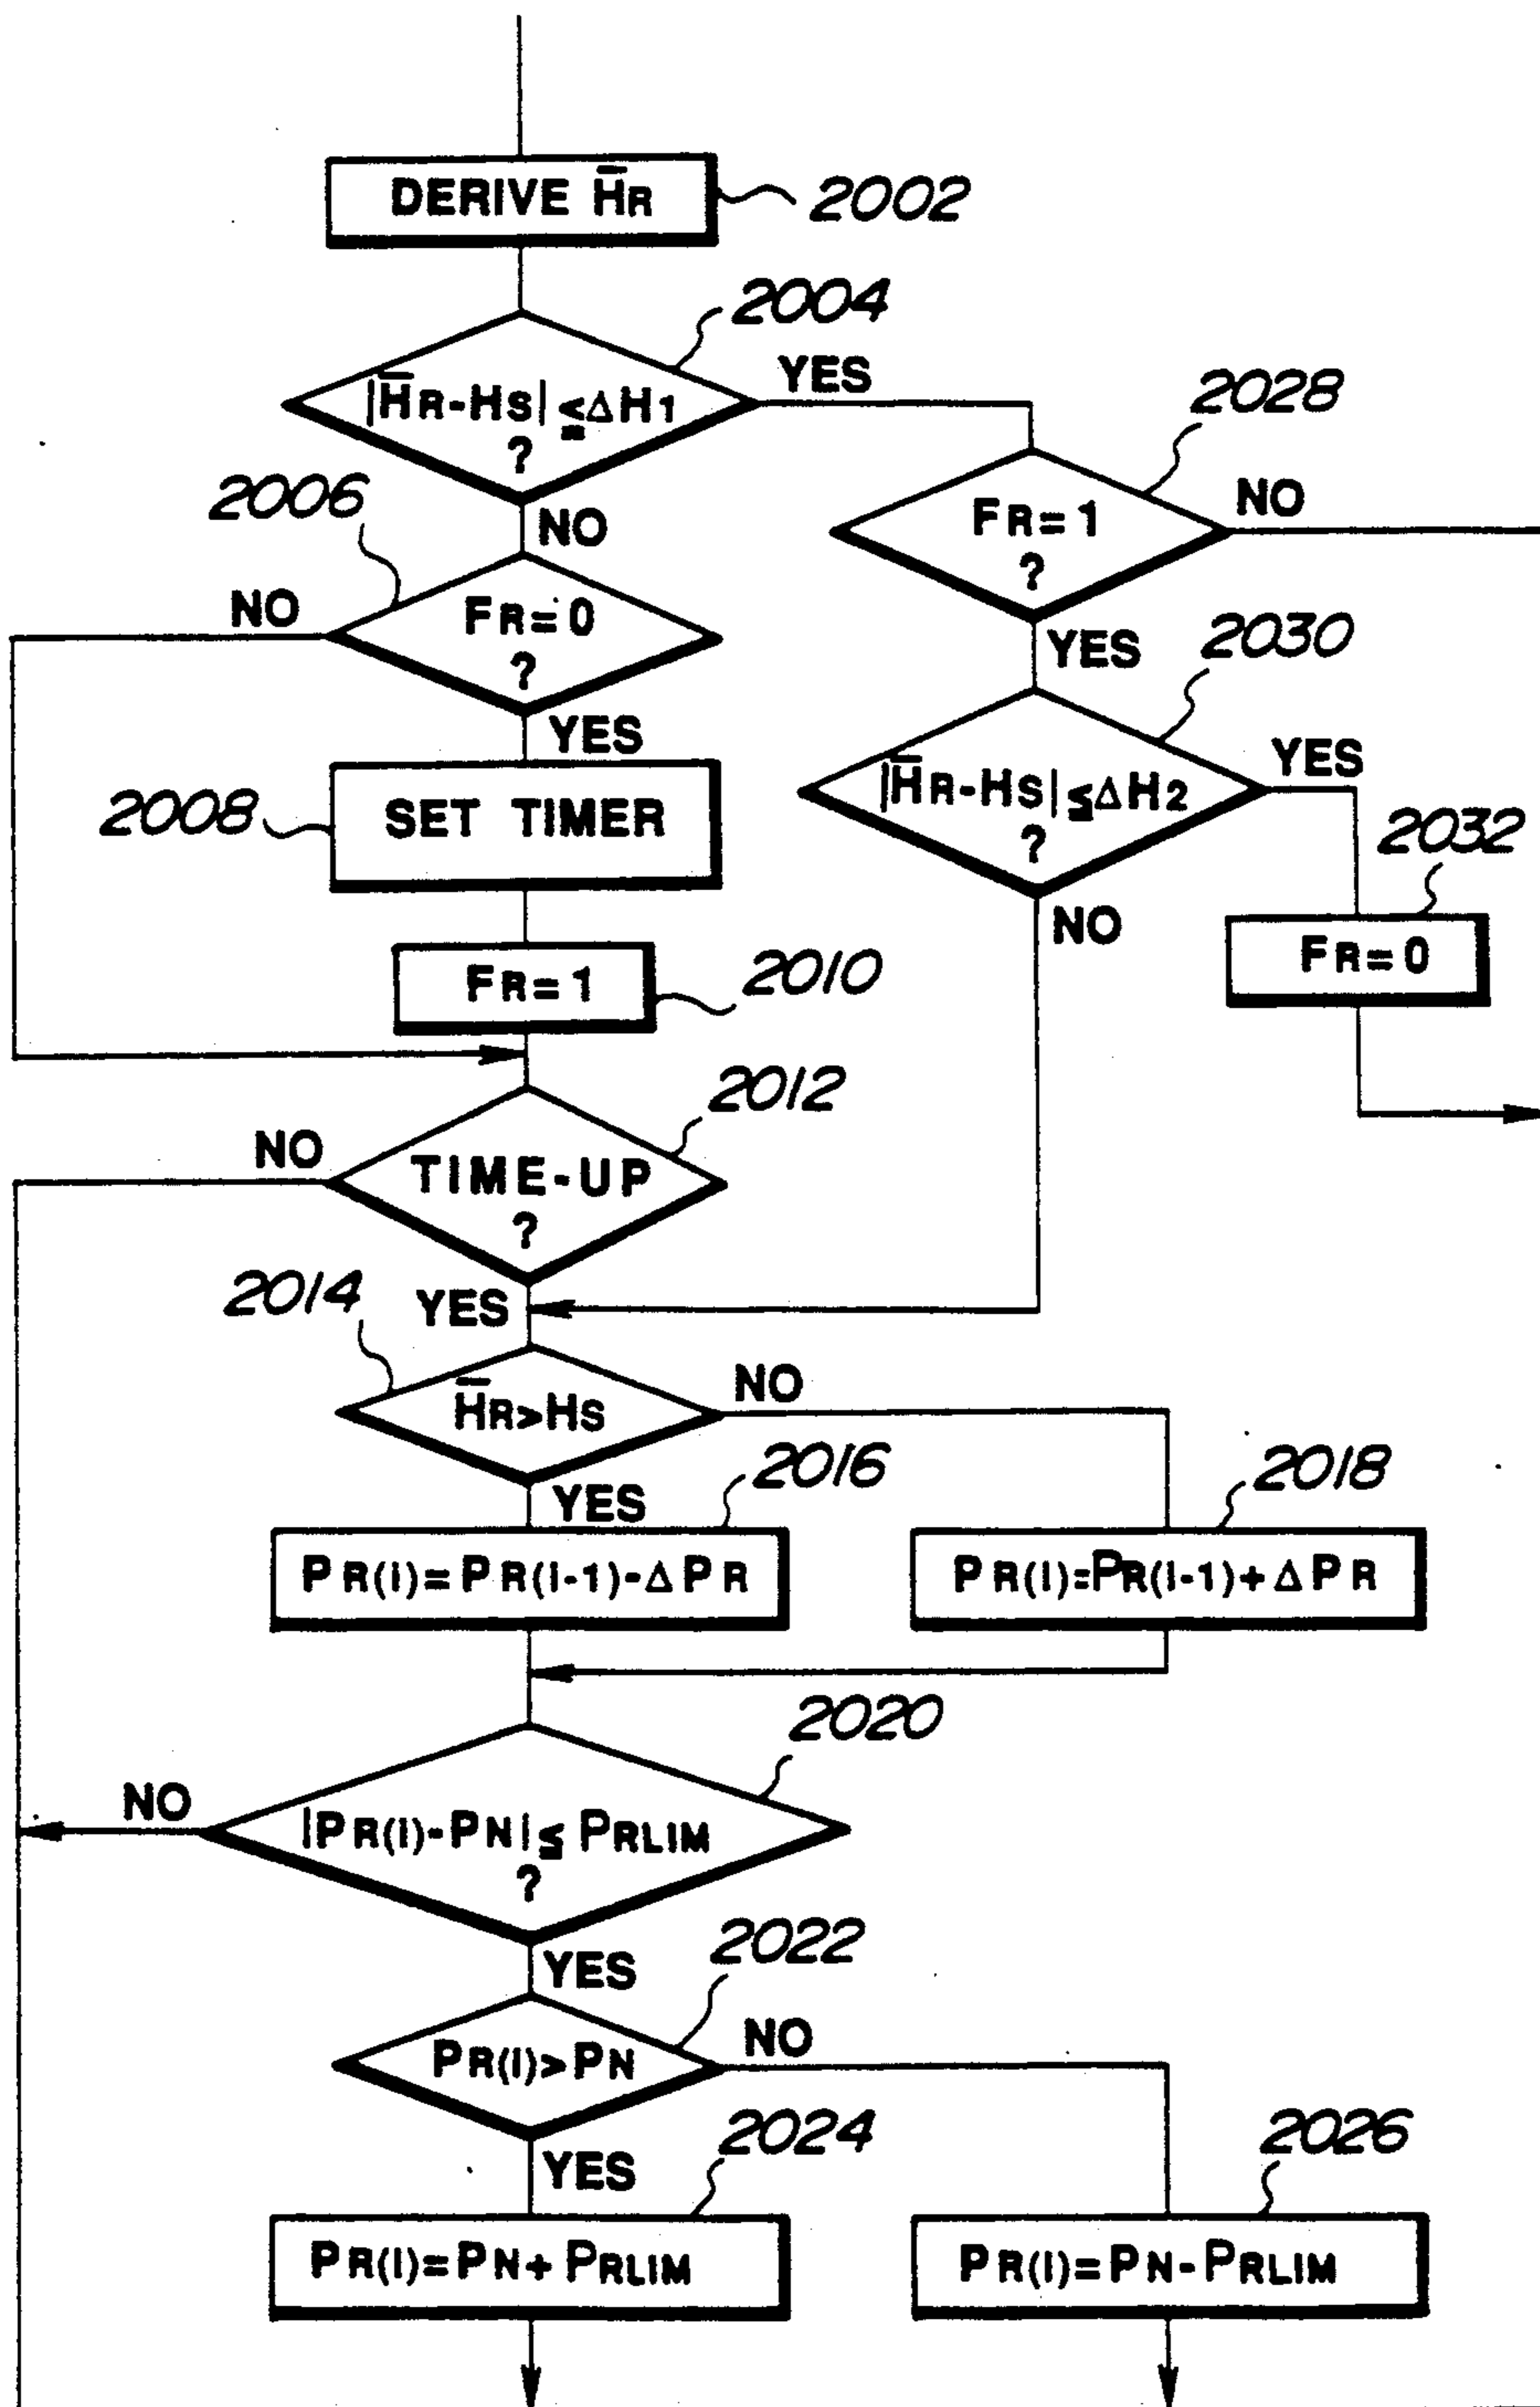 DERIVE H̅R
2002
2004
|H̅R-HS|≦ΔH1
?
YES
NO
2028
FR=1
?
NO
YES
2006
NO
FR=0
?
YES
2030
|H̅R-HS|≦ΔH2
?
YES
NO
2008
SET TIMER
2032
FR=0
FR=1
2010
2012
NO
TIME-UP
?
YES
2014
H̅R>HS
NO
YES
2016
2018
PR(I)=PR(I-1)-ΔPR
PR(I)=PR(I-1)+ΔPR
2020
NO
|PR(I)-PN|≦PRLIM
?
YES
2022
PR(I)>PN
NO
YES
2024
2026
PR(I)=PN+PRLIM
PR(I)=PN-PRLIM